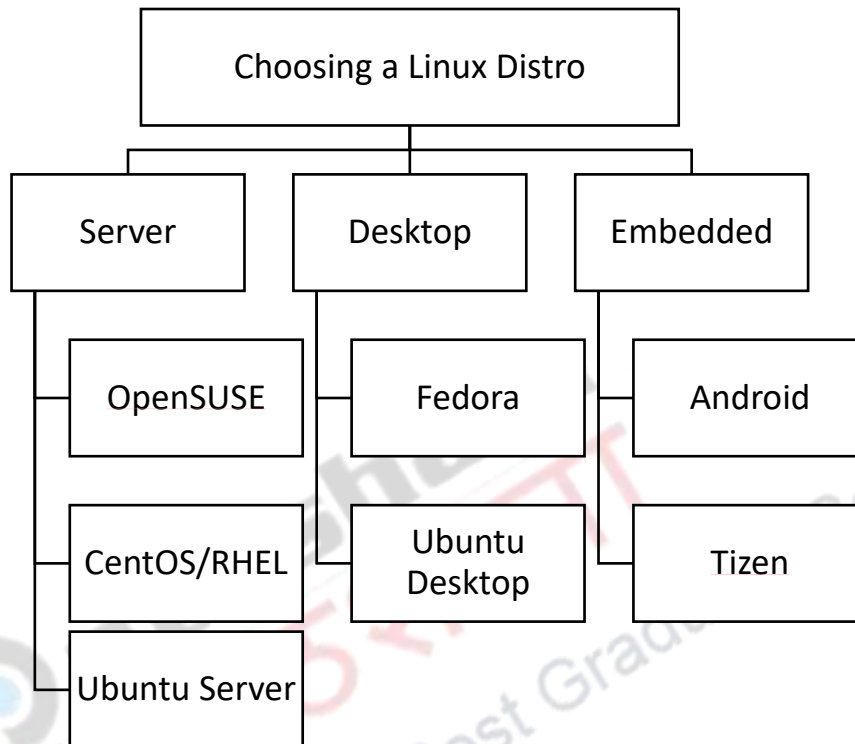 Choosing a Linux Distro
Server
Desktop
Embedded
OpenSUSE
Fedora
Android
CentOS/RHEL
Ubuntu
Desktop
Tizen
Ubuntu Server